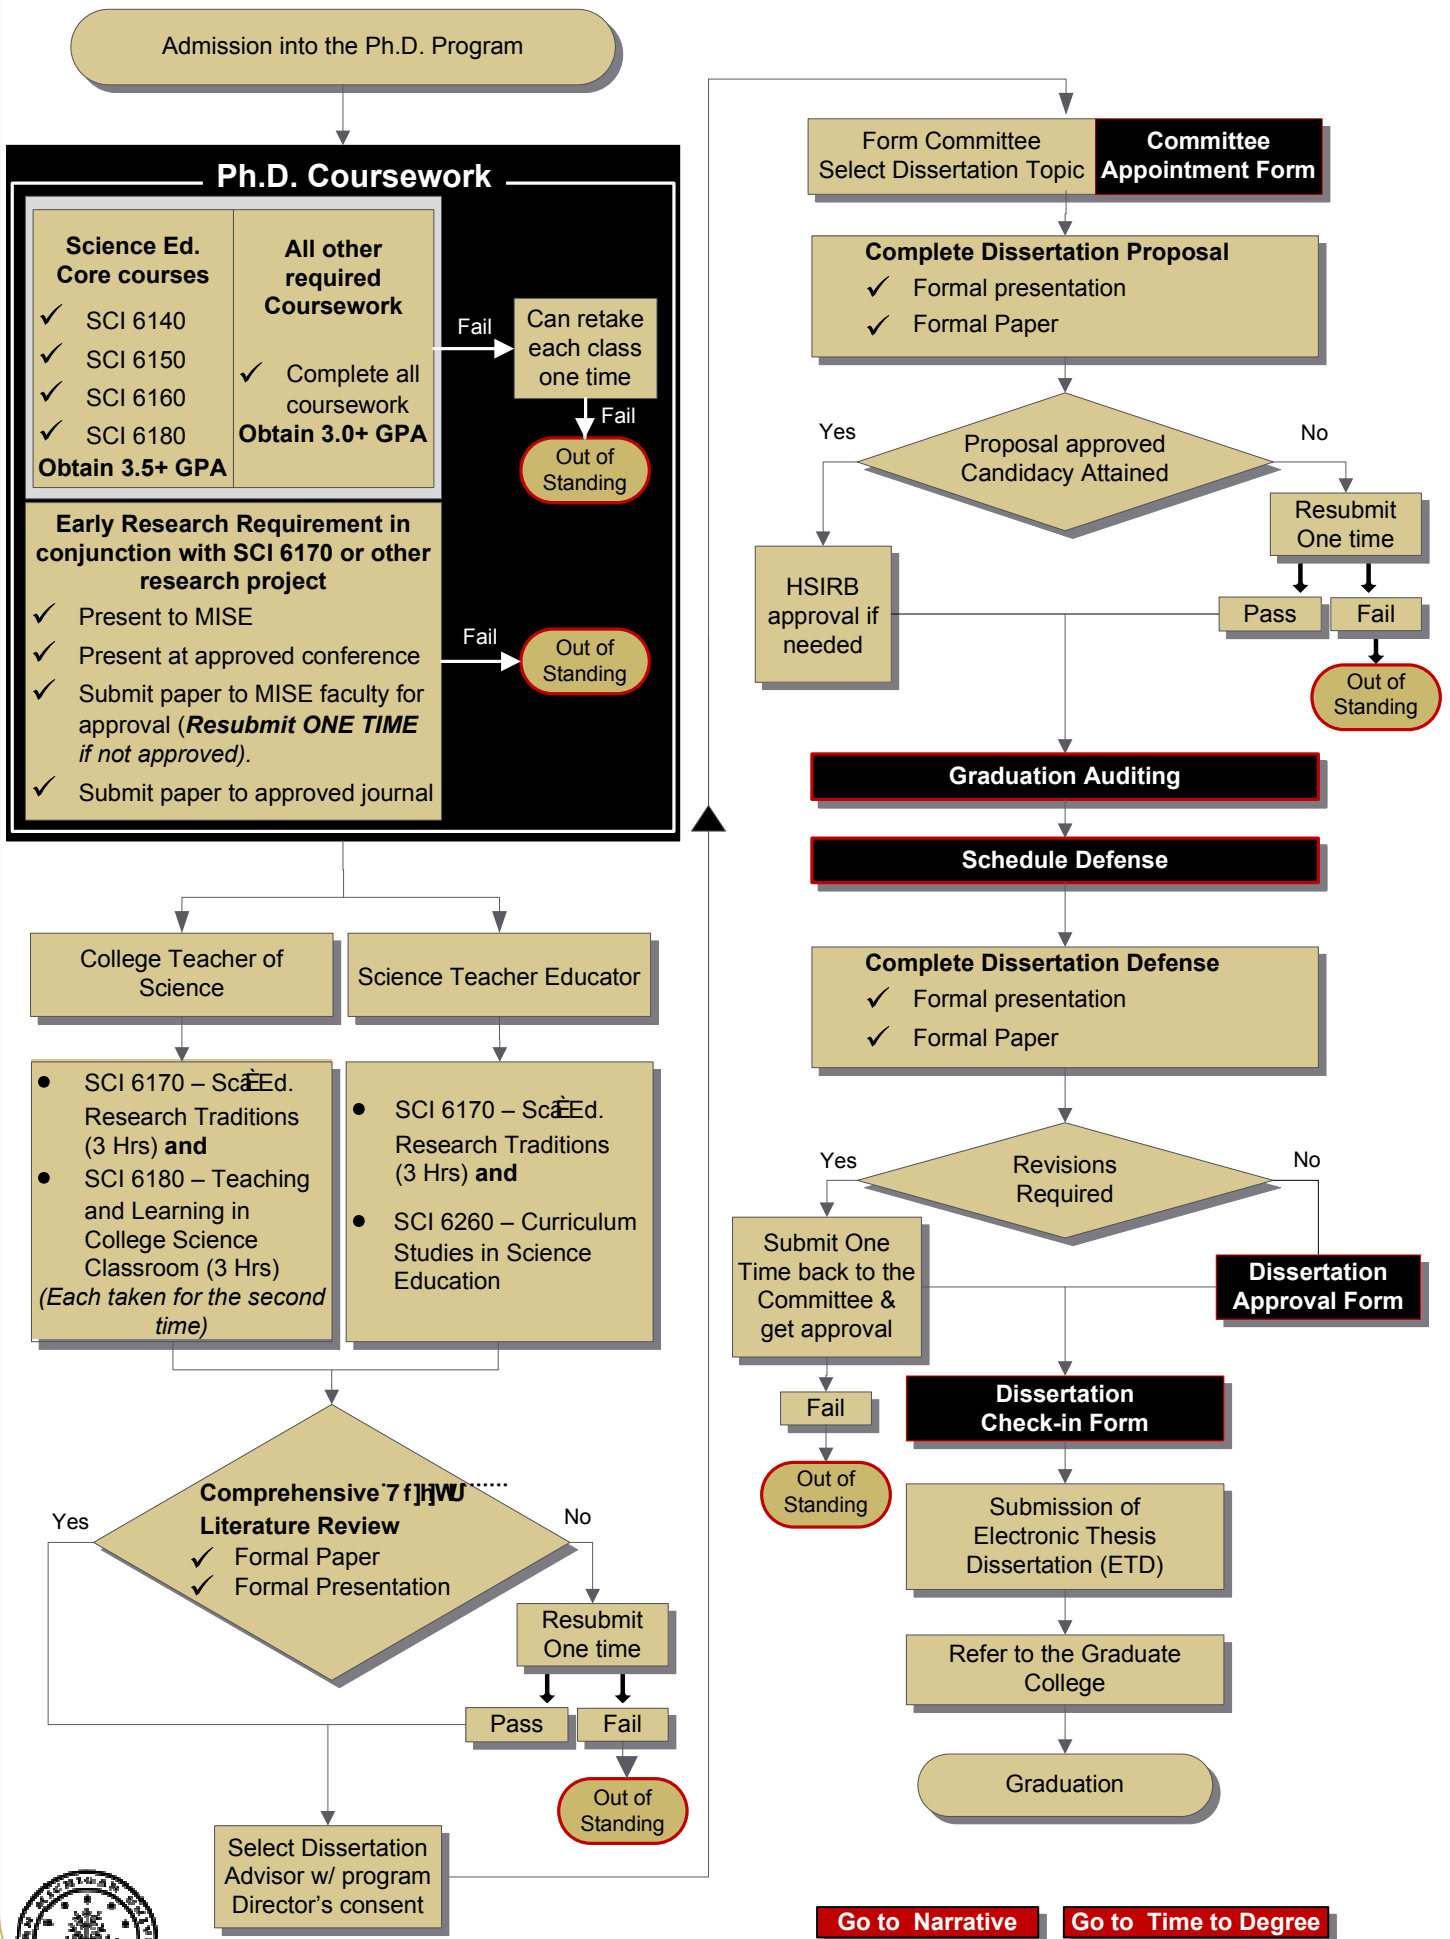 Admission into the Ph.D. Program
Ph.D. Coursework
Science Ed.
Core courses
✓ SCI 6140
✓ SCI 6150
✓ SCI 6160
✓ SCI 6180
Obtain 3.5+ GPA
All other
required
Coursework
✓ Complete all
coursework
Obtain 3.0+ GPA
Fail
Can retake
each class
one time
Fail
Out of
Standing
Early Research Requirement in
conjunction with SCI 6170 or other
research project
✓ Present to MISE
✓ Present at approved conference
✓ Submit paper to MISE faculty for
approval (Resubmit ONE TIME
if not approved).
✓ Submit paper to approved journal
Fail
Out of
Standing
College Teacher of
Science
Science Teacher Educator
• SCI 6170 – Ed.
Research Traditions
(3 Hrs) and
• SCI 6180 – Teaching
and Learning in
College Science
Classroom (3 Hrs)
(Each taken for the second
time)
• SCI 6170 – Ed.
Research Traditions
(3 Hrs) and
• SCI 6260 – Curriculum
Studies in Science
Education
Comprehensive
Literature Review
✓ Formal Paper
✓ Formal Presentation
Yes
No
Resubmit
One time
Pass
Fail
Out of
Standing
Select Dissertation
Advisor w/ program
Director's consent
Form Committee
Select Dissertation Topic
Committee
Appointment Form
Complete Dissertation Proposal
✓ Formal presentation
✓ Formal Paper
Proposal approved
Candidacy Attained
Yes
No
HSIRB
approval if
needed
Resubmit
One time
Pass
Fail
Out of
Standing
Graduation Auditing
Schedule Defense
Complete Dissertation Defense
✓ Formal presentation
✓ Formal Paper
Revisions
Required
Yes
No
Submit One
Time back to the
Committee &
get approval
Dissertation
Approval Form
Fail
Out of
Standing
Dissertation
Check-in Form
Submission of
Electronic Thesis
Dissertation (ETD)
Refer to the Graduate
College
Graduation
Go to Narrative
Go to Time to Degree